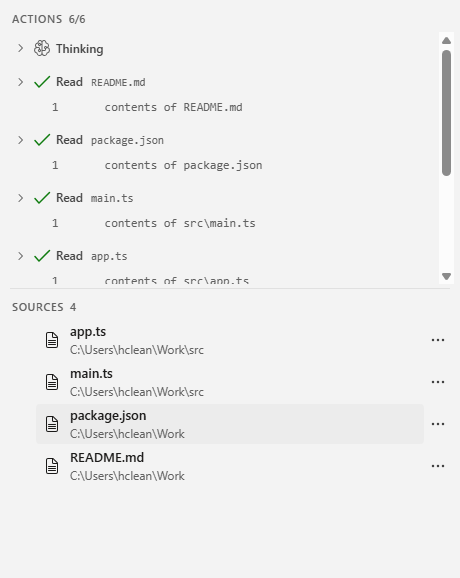 ACTIONS 6/6
Thinking
Read README.md
1 contents of README.md
Read package.json
1 contents of package.json
Read main.ts
1 contents of src\main.ts
Read app.ts
1 contents of src\app.ts
SOURCES 4
app.ts
C:\Users\hclean\Work\src
main.ts
C:\Users\hclean\Work\src
package.json
C:\Users\hclean\Work
README.md
C:\Users\hclean\Work